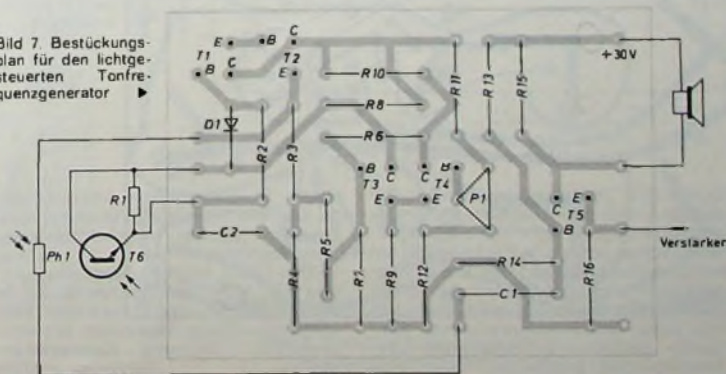 Bild 7. Bestückungs-
plan für den lichtge-
steuerten Tonfre-
quenzgenerator ▶
E B C
T1 T2
B C E
+30V
R10
R11
R13
R15
R8
D1
R6
R2
R3
B C C B
T3 T4
E E
P1
C E
T5
B
R1
C2
R5
Verstärker
Ph1
T6
R4
R7
R9
R12
R14
C1
R16